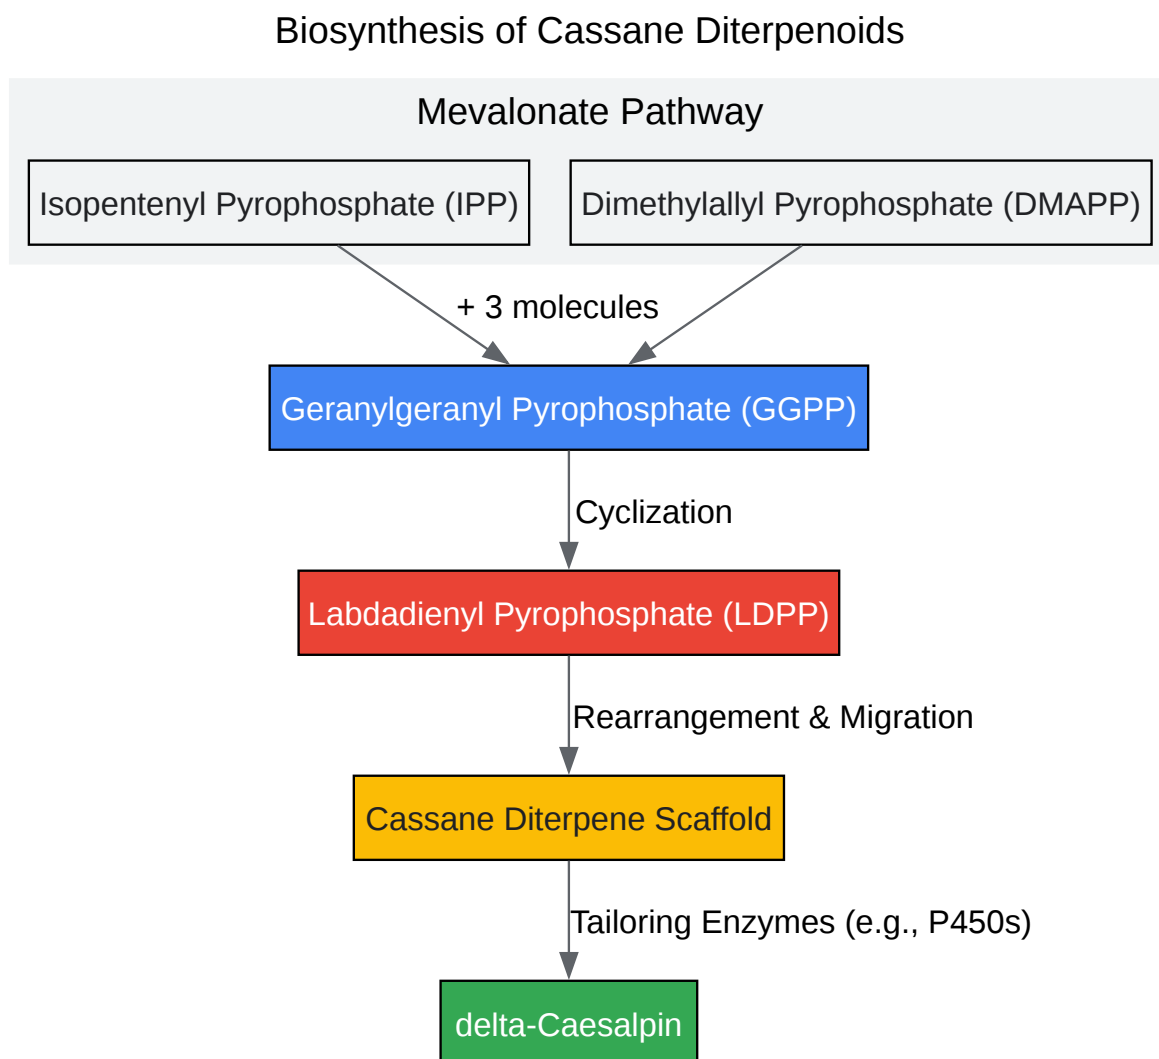 Biosynthesis of Cassane Diterpenoids
Mevalonate Pathway
Isopentenyl Pyrophosphate (IPP)
Dimethylallyl Pyrophosphate (DMAPP)
+ 3 molecules
Geranylgeranyl Pyrophosphate (GGPP)
Cyclization
Labdadienyl Pyrophosphate (LDPP)
Rearrangement & Migration
Cassane Diterpene Scaffold
Tailoring Enzymes (e.g., P450s)
delta-Caesalpin